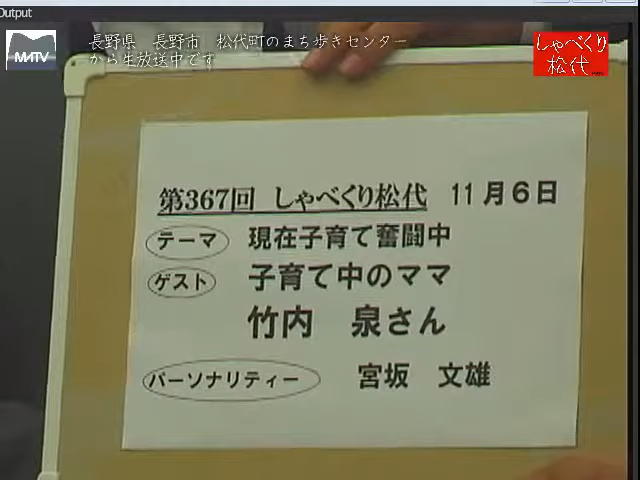 Output
MATV
長野県 長野市 松代町のまち歩きセンター
から生放送中です
しゃべくり
松代
第367回 しゃべくり松代 11月6日
テーマ 現在子育て奮闘中
ゲスト 子育て中のママ
竹内 泉さん
パーソナリティー 宮坂 文雄